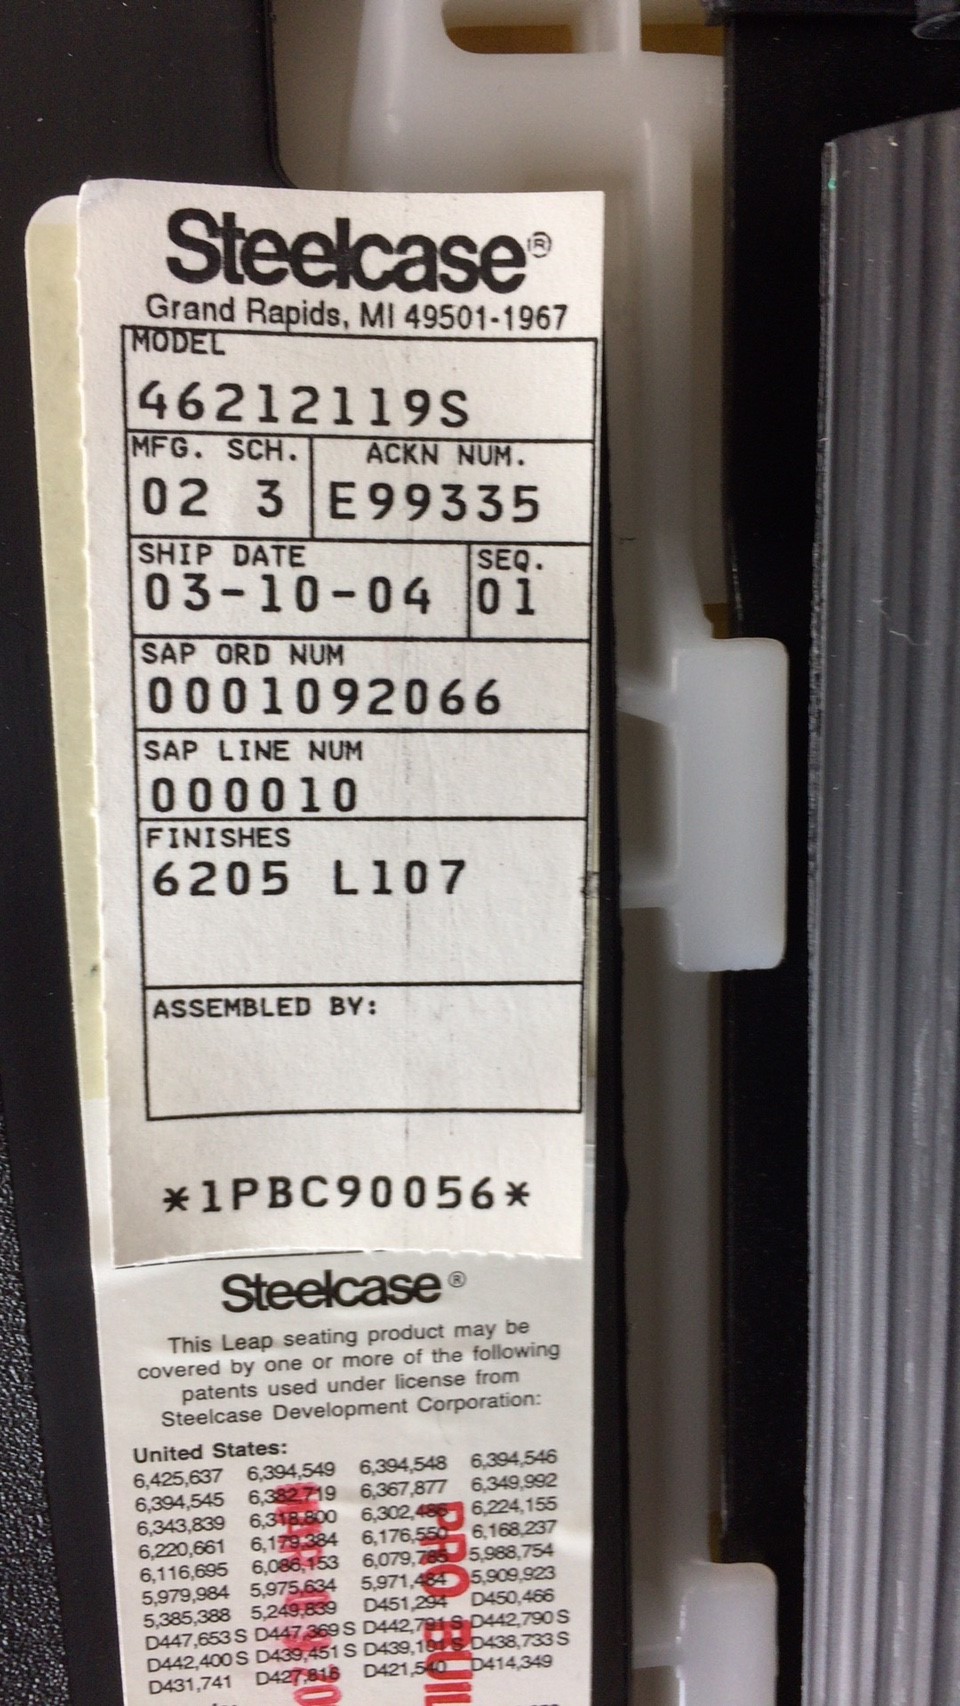 Steelcase®
Grand Rapids, MI 49501-1967
MODEL
46212119S
MFG. SCH. ACKN NUM.
02 3 E99335
SHIP DATE SEQ.
03-10-04 01
SAP ORD NUM
0001092066
SAP LINE NUM
000010
FINISHES
6205 L107
ASSEMBLED BY:
*1PBC90056*
Steelcase®
This Leap seating product may be
covered by one or more of the following
patents used under license from
Steelcase Development Corporation:
United States:
6,425,637 6,394,549 6,394,548 6,394,546
6,394,545 6,382,719 6,367,877 6,349,992
6,343,839 6,318,800 6,302,486 6,224,155
6,220,661 6,179,384 6,176,550 6,168,237
6,116,695 6,086,153 6,079,785 5,988,754
5,979,984 5,975,634 5,971,484 5,909,923
5,385,388 5,249,839 D451,294 D450,466
D447,653 S D447,369 S D442,791 S D442,790 S
D442,400 S D439,451 S D439,161 S D438,733 S
D431,741 D427,816 D421,540 D414,349
PRO BUIL